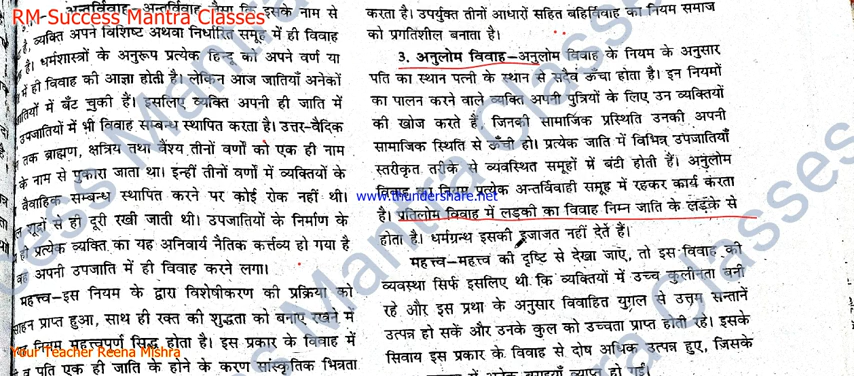 RM-Success Mantra Classes
अन्तर्विवाह–अन्तर्विवाह जैसा कि इसके नाम से
है, व्यक्ति अपने विशिष्ट अथवा निर्धारित समूह में ही विवाह
है। धर्मशास्त्रों के अनुरूप प्रत्येक हिन्दू को अपने वर्ण या
में ही विवाह की आज्ञा होती है। लेकिन आज जातियाँ अनेकों
में बँट चुकी हैं। इसलिए व्यक्ति अपनी ही जाति में
उपजातियों में भी विवाह सम्बन्ध स्थापित करता है। उत्तर-वैदिक
तक ब्राह्मण, क्षत्रिय तथा वैश्य तीनों वर्णों को एक ही नाम
के नाम से पुकारा जाता था। इन्हीं तीनों वर्णों में व्यक्तियों के
वैवाहिक सम्बन्ध स्थापित करने पर कोई रोक नहीं थी।
शूद्रों से ही दूरी रखी जाती थी। उपजातियों के निर्माण के
ही प्रत्येक व्यक्ति का यह अनिवार्य नैतिक कर्त्तव्य हो गया है
वह अपनी उपजाति में ही विवाह करने लगा।
महत्त्व–इस नियम के द्वारा विशेषीकरण की प्रक्रिया को
प्राप्त हुआ, साथ ही रक्त की शुद्धता को बनाए रखने में
नियम महत्त्वपूर्ण सिद्ध होता है। इस प्रकार के विवाह में
व पति एक ही जाति के होने के करण सांस्कृतिक भिन्नता
Your Teacher Reena Mishra
करता है। उपर्युक्त तीनों आधारों सहित बहिर्विवाह का नियम समाज
को प्रगतिशील बनाता है।
3. अनुलोम विवाह–अनुलोम विवाह के नियम के अनुसार
पति का स्थान पत्नी के स्थान से सदैव ऊँचा होता है। इन नियमों
का पालन करने वाले व्यक्ति अपनी पुत्रियों के लिए उन व्यक्तियों
की खोज करते हैं, जिनकी सामाजिक प्रस्थिति उनकी अपनी
सामाजिक स्थिति से ऊँची हो। प्रत्येक जाति में विभिन्न उपजातियाँ
स्तरीकृत तरीके से व्यवस्थित समूहों में बंटी होती हैं। अनुलोम
विवाह का नियम प्रत्येक अन्तर्विवाही समूह में रहकर कार्य करता
www.thundershare.net
है। प्रतिलोम विवाह में लड़की का विवाह निम्न जाति के लड़के से
होता है। धर्मग्रन्थ इसकी इजाजत नहीं देते हैं।
महत्त्व–महत्त्व की दृष्टि से देखा जाए, तो इस विवाह की
व्यवस्था सिर्फ इसलिए थी कि व्यक्तियों में उच्च कुलीनता बनी
रहे और इस प्रथा के अनुसार विवाहित युगल से उत्तम सन्तानें
उत्पन्न हो सकें और उनके कुल को उच्चता प्राप्त होती रहे। इसके
सिवाय इस प्रकार के विवाह से दोष अधिक उत्पन्न हुए, जिसके
में अनेक बुराइयाँ व्याप्त हो गईं।